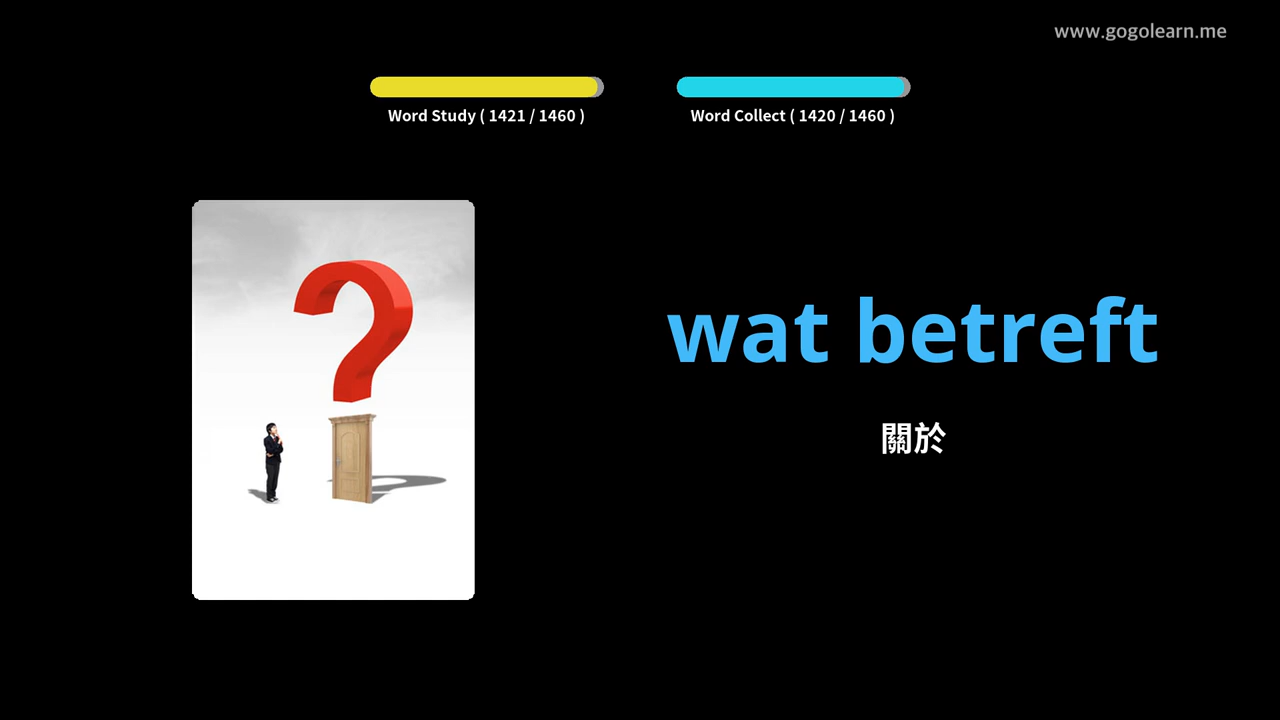 www.gogolearn.me
Word Study ( 1421 / 1460 )
Word Collect ( 1420 / 1460 )
wat betreft
關於